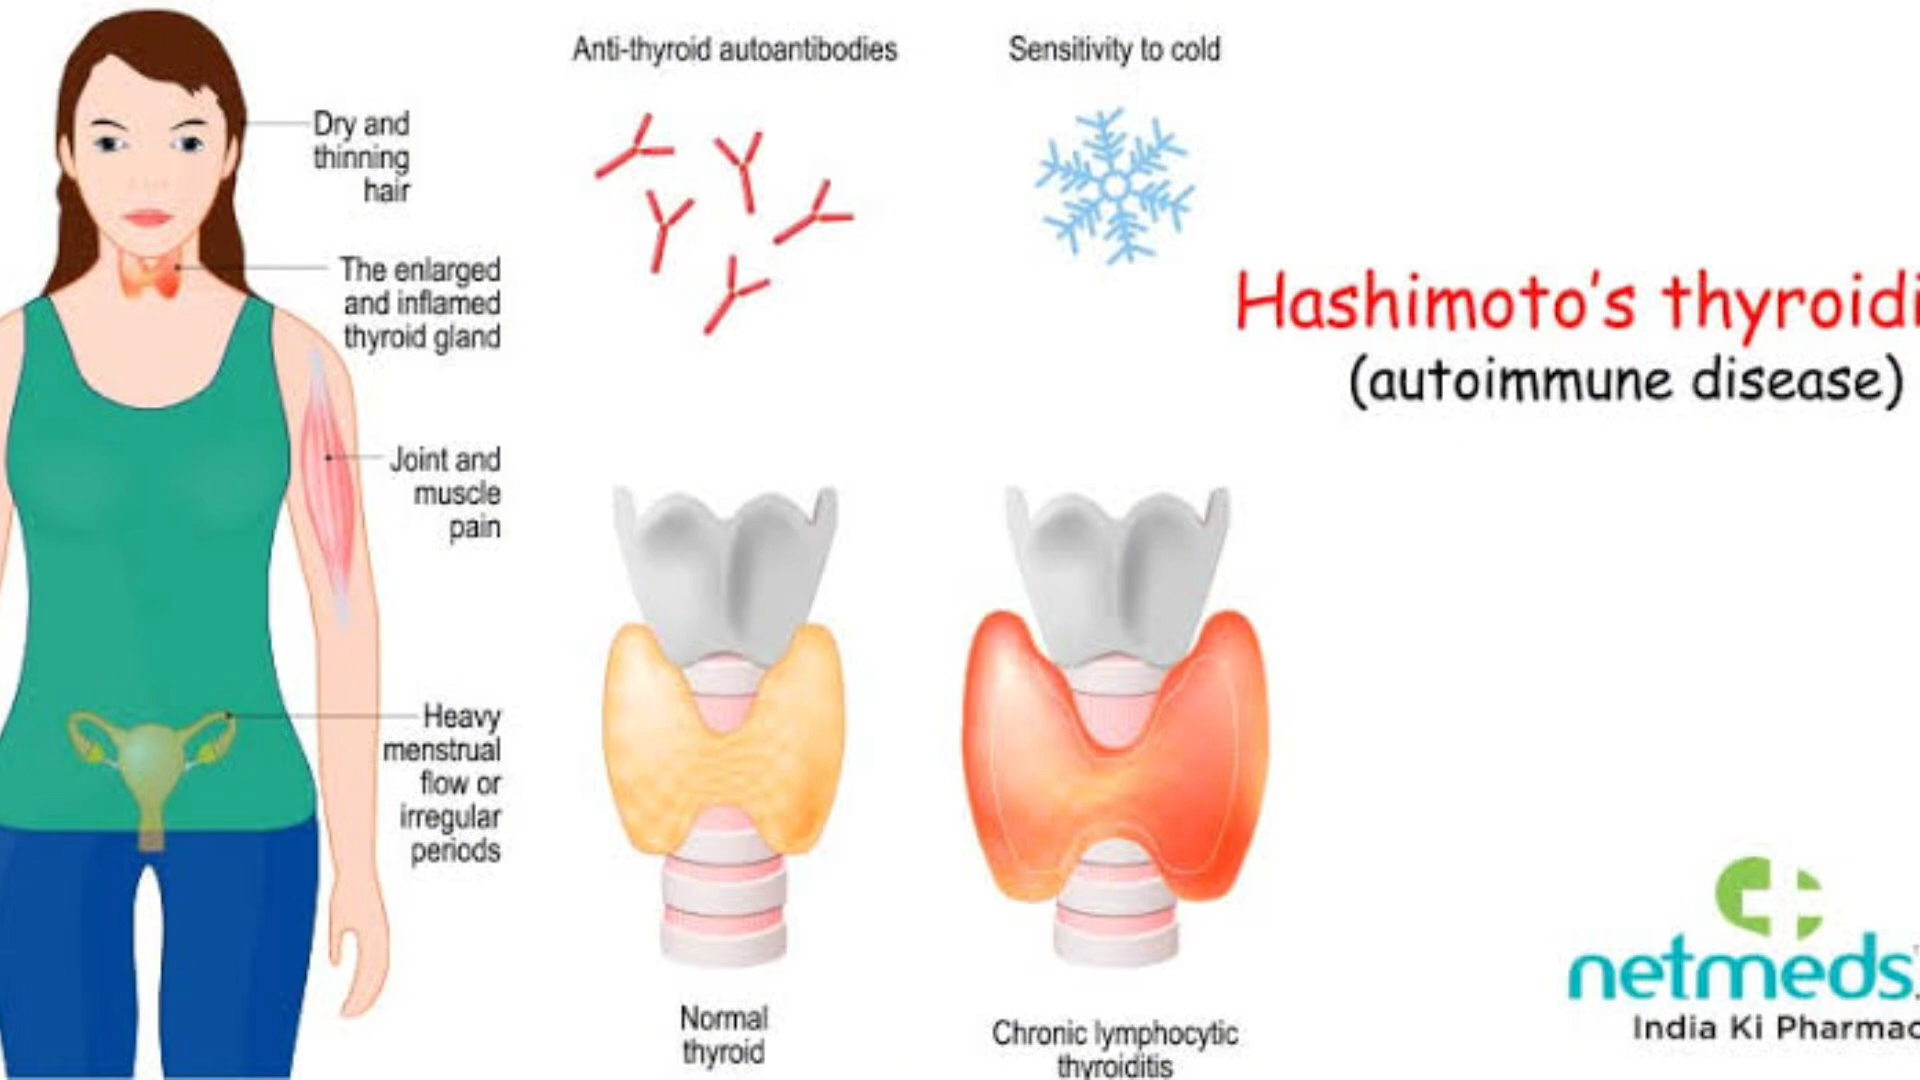 Anti-thyroid autoantibodies
Sensitivity to cold
Dry and
thinning
hair
The enlarged
and inflamed
thyroid gland
Hashimoto's thyroidi
(autoimmune disease)
Joint and
muscle
pain
Heavy
menstrual
flow or
irregular
periods
Normal
thyroid
Chronic lymphocytic
thyroiditis
netmeds.
India Ki Pharmac